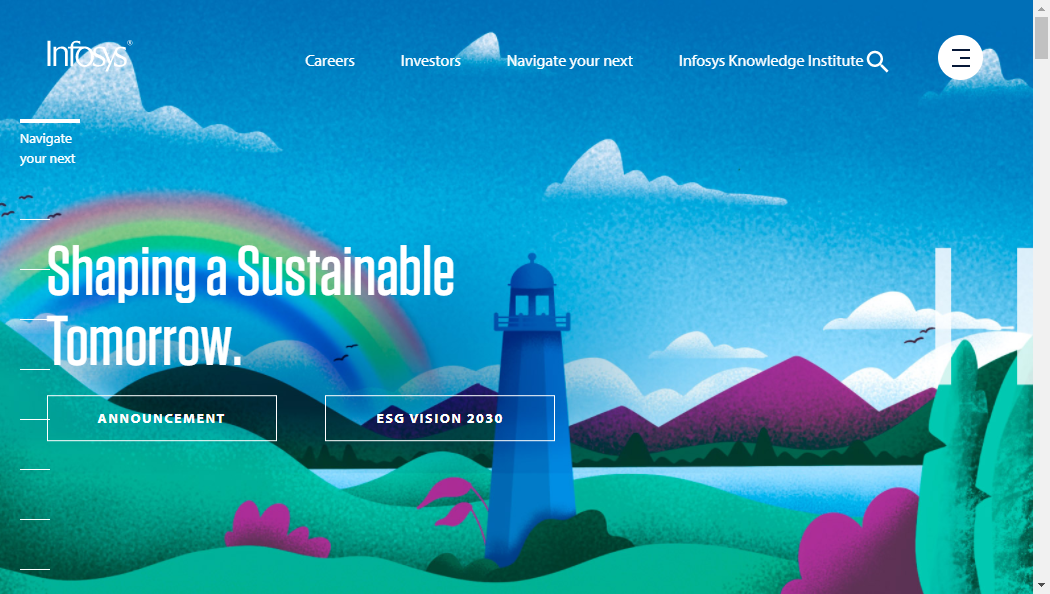 Infosys®
Careers
Investors
Navigate your next
Infosys Knowledge Institute
Navigate
your next
Shaping a Sustainable
Tomorrow.
ANNOUNCEMENT
ESG VISION 2030